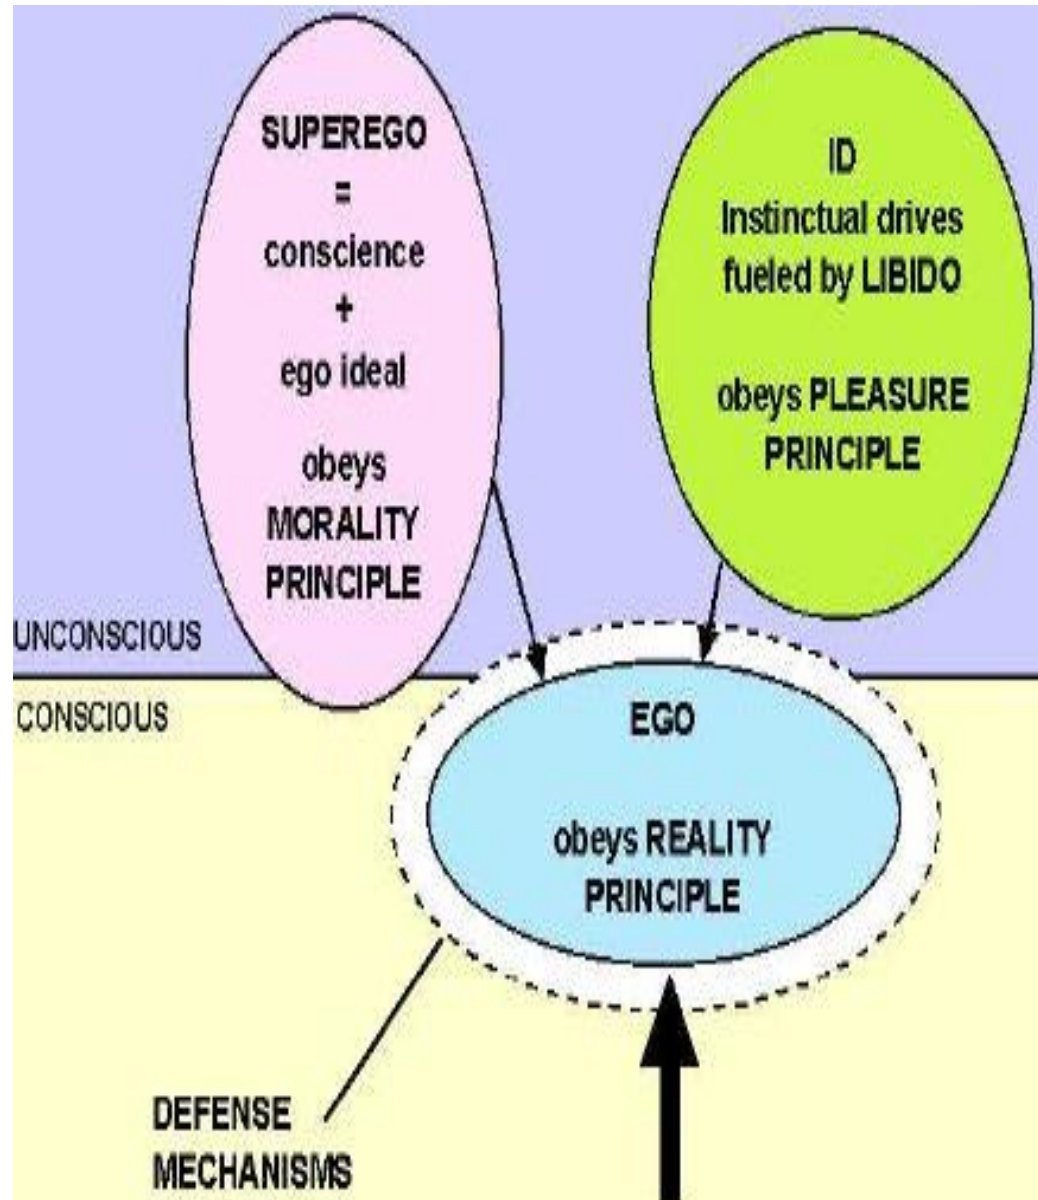 SUPEREGO
=
conscience
+
ego ideal
obeys
MORALITY
PRINCIPLE
ID
Instinctual drives
fueled by LIBIDO
obeys PLEASURE
PRINCIPLE
UNCONSCIOUS
CONSCIOUS
EGO
obeys REALITY
PRINCIPLE
DEFENSE
MECHANISMS